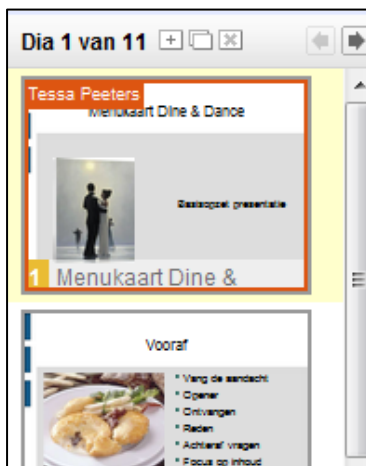 Dia 1 van 11
Tessa Peeters
Menukaart Dine & Dance
Basisopzet presentatie
1 Menukaart Dine &
Vooraf
Vang de aandacht
Opener
Ontvangen
Reden
Achteraf vragen
Focus op inhoud